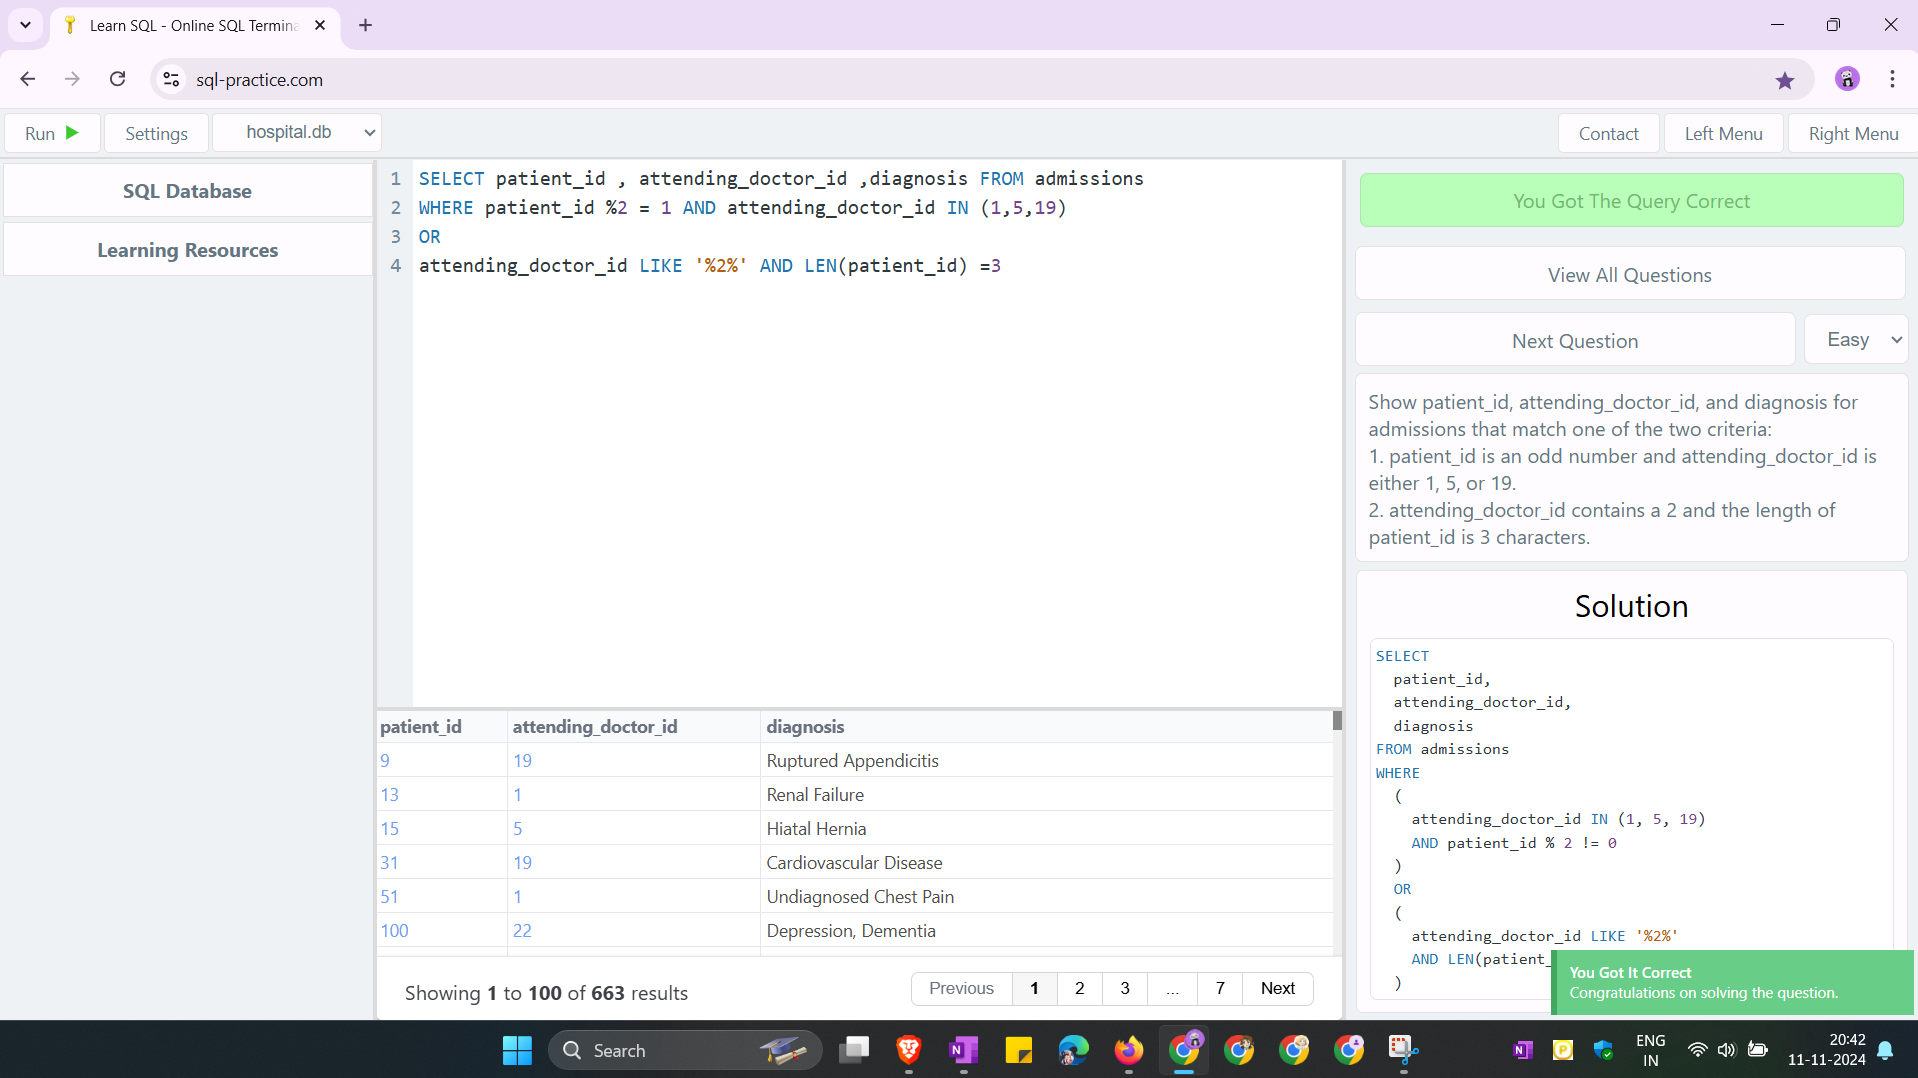 Learn SQL - Online SQL Termina
sql-practice.com
Run
Settings
hospital.db
Contact
Left Menu
Right Menu
SQL Database
Learning Resources
1 SELECT patient_id , attending_doctor_id ,diagnosis FROM admissions
2 WHERE patient_id %2 = 1 AND attending_doctor_id IN (1,5,19)
3 OR
4 attending_doctor_id LIKE '%2%' AND LEN(patient_id) =3
patient_id attending_doctor_id diagnosis
9 19 Ruptured Appendicitis
13 1 Renal Failure
15 5 Hiatal Hernia
31 19 Cardiovascular Disease
51 1 Undiagnosed Chest Pain
100 22 Depression, Dementia
Showing 1 to 100 of 663 results
Previous 1 2 3 ... 7 Next
You Got The Query Correct
View All Questions
Next Question
Easy
Show patient_id, attending_doctor_id, and diagnosis for
admissions that match one of the two criteria:
1. patient_id is an odd number and attending_doctor_id is
either 1, 5, or 19.
2. attending_doctor_id contains a 2 and the length of
patient_id is 3 characters.
Solution
SELECT
patient_id,
attending_doctor_id,
diagnosis
FROM admissions
WHERE
(
attending_doctor_id IN (1, 5, 19)
AND patient_id % 2 != 0
)
OR
(
attending_doctor_id LIKE '%2%'
AND LEN(patient_
)
You Got It Correct
Congratulations on solving the question.
Search
ENG
IN
20:42
11-11-2024